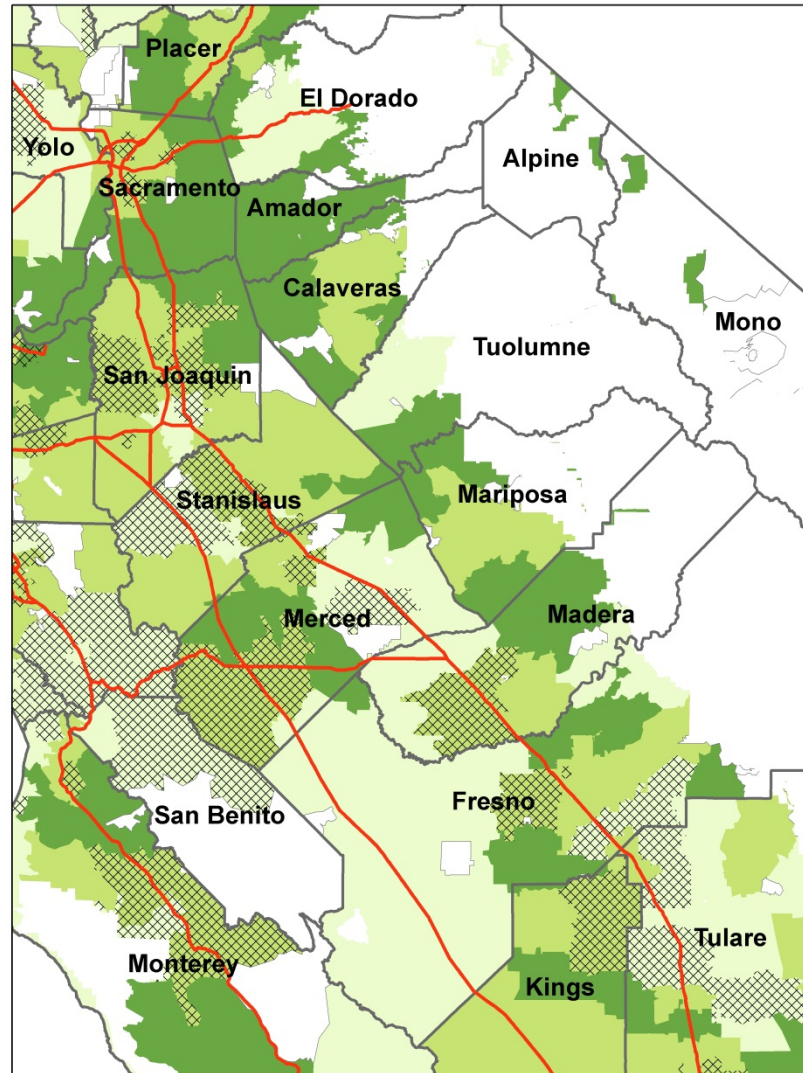 Placer
El Dorado
Yolo
Alpine
Sacramento
Amador
Calaveras
Mono
Tuolumne
San Joaquin
Stanislaus
Mariposa
Merced
Madera
Fresno
San Benito
Tulare
Monterey
Kings